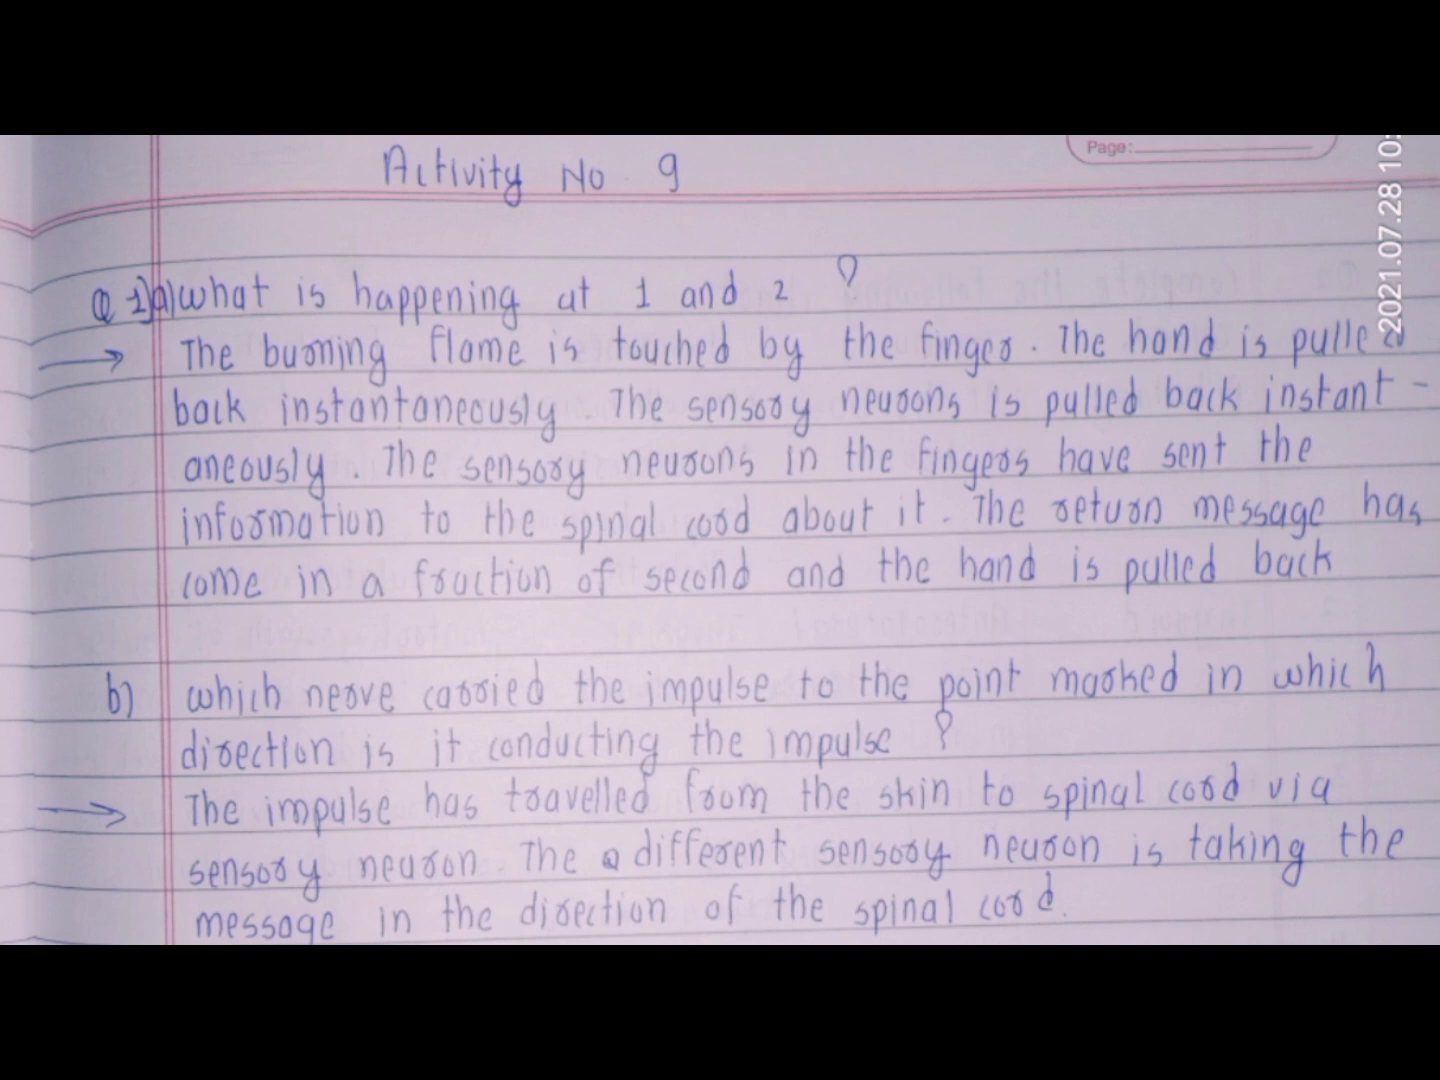 Page:
Activity No 9
2021.07.28 10:
Q 1) a) What is happening at 1 and 2 ?
→ The burning flame is touched by the finger. The hand is pulled
back instantaneously. The sensory neurons is pulled back instant -
aneously. The sensory neurons in the fingers have sent the
information to the spinal cord about it. The return message has
come in a fraction of second and the hand is pulled back
b) which nerve carried the impulse to the point marked in which
direction is it conducting the impulse ?
→ The impulse has travelled from the skin to spinal cord via
sensory neuron. The different sensory neuron is taking the
message in the direction of the spinal cord.